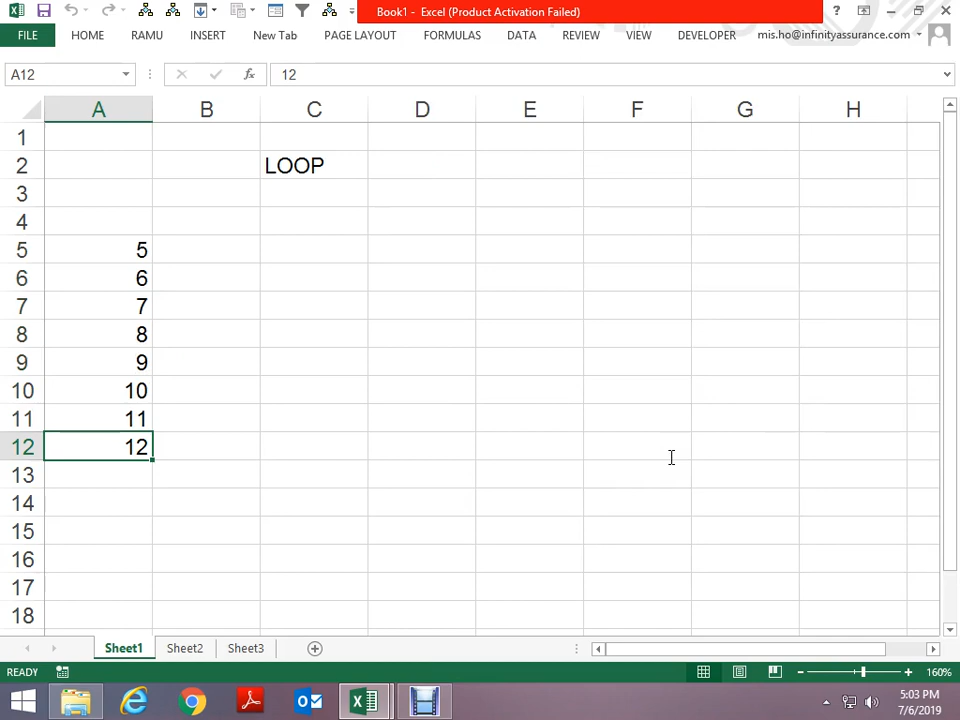 Book1 - Excel (Product Activation Failed)
FILE HOME RAMU INSERT New Tab PAGE LAYOUT FORMULAS DATA REVIEW VIEW DEVELOPER mis.ho@infinityassurance.com
A12 fx 12
A B C D E F G H
1
2 LOOP
3
4
5 5
6 6
7 7
8 8
9 9
10 10
11 11
12 12
13
14
15
16
17
18
Sheet1 Sheet2 Sheet3
READY 160%
5:03 PM
7/6/2019